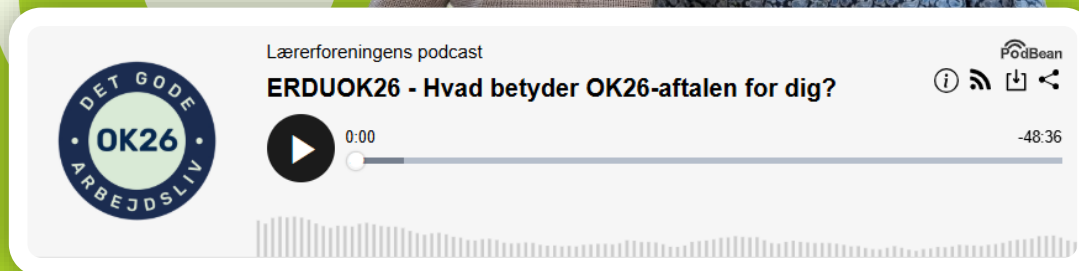 Lærerforeningens podcast
PodBean
ERDUOK26 - Hvad betyder OK26-aftalen for dig?
DET GODE
OK26
ARBEJDSLIV
0:00
-48:36